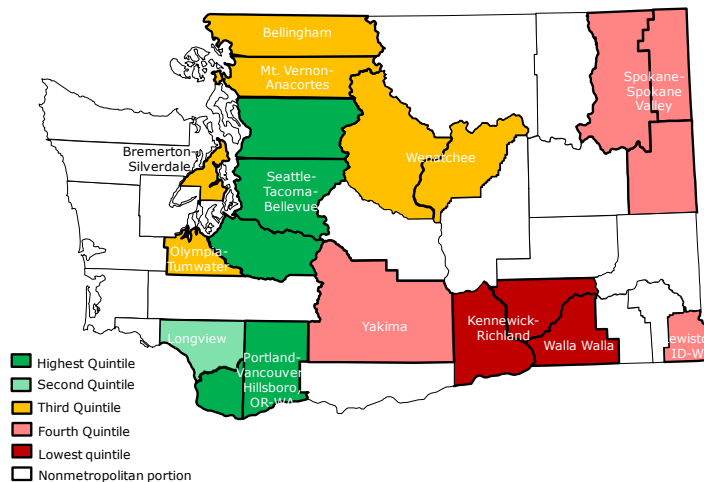 Bellingham
Mt. Vernon-
Anacortes
Spokane-
Spokane
Valley
Bremerton-
Silverdale
Wenatchee
Seattle-
Tacoma-
Bellevue
Olympia-
Tumwater
Longview
Yakima
Kennewick-
Richland
Walla Walla
Lewiston
ID-W
Portland-
Vancouver-
Hillsboro,
OR-WA
Highest Quintile
Second Quintile
Third Quintile
Fourth Quintile
Lowest quintile
Nonmetropolitan portion